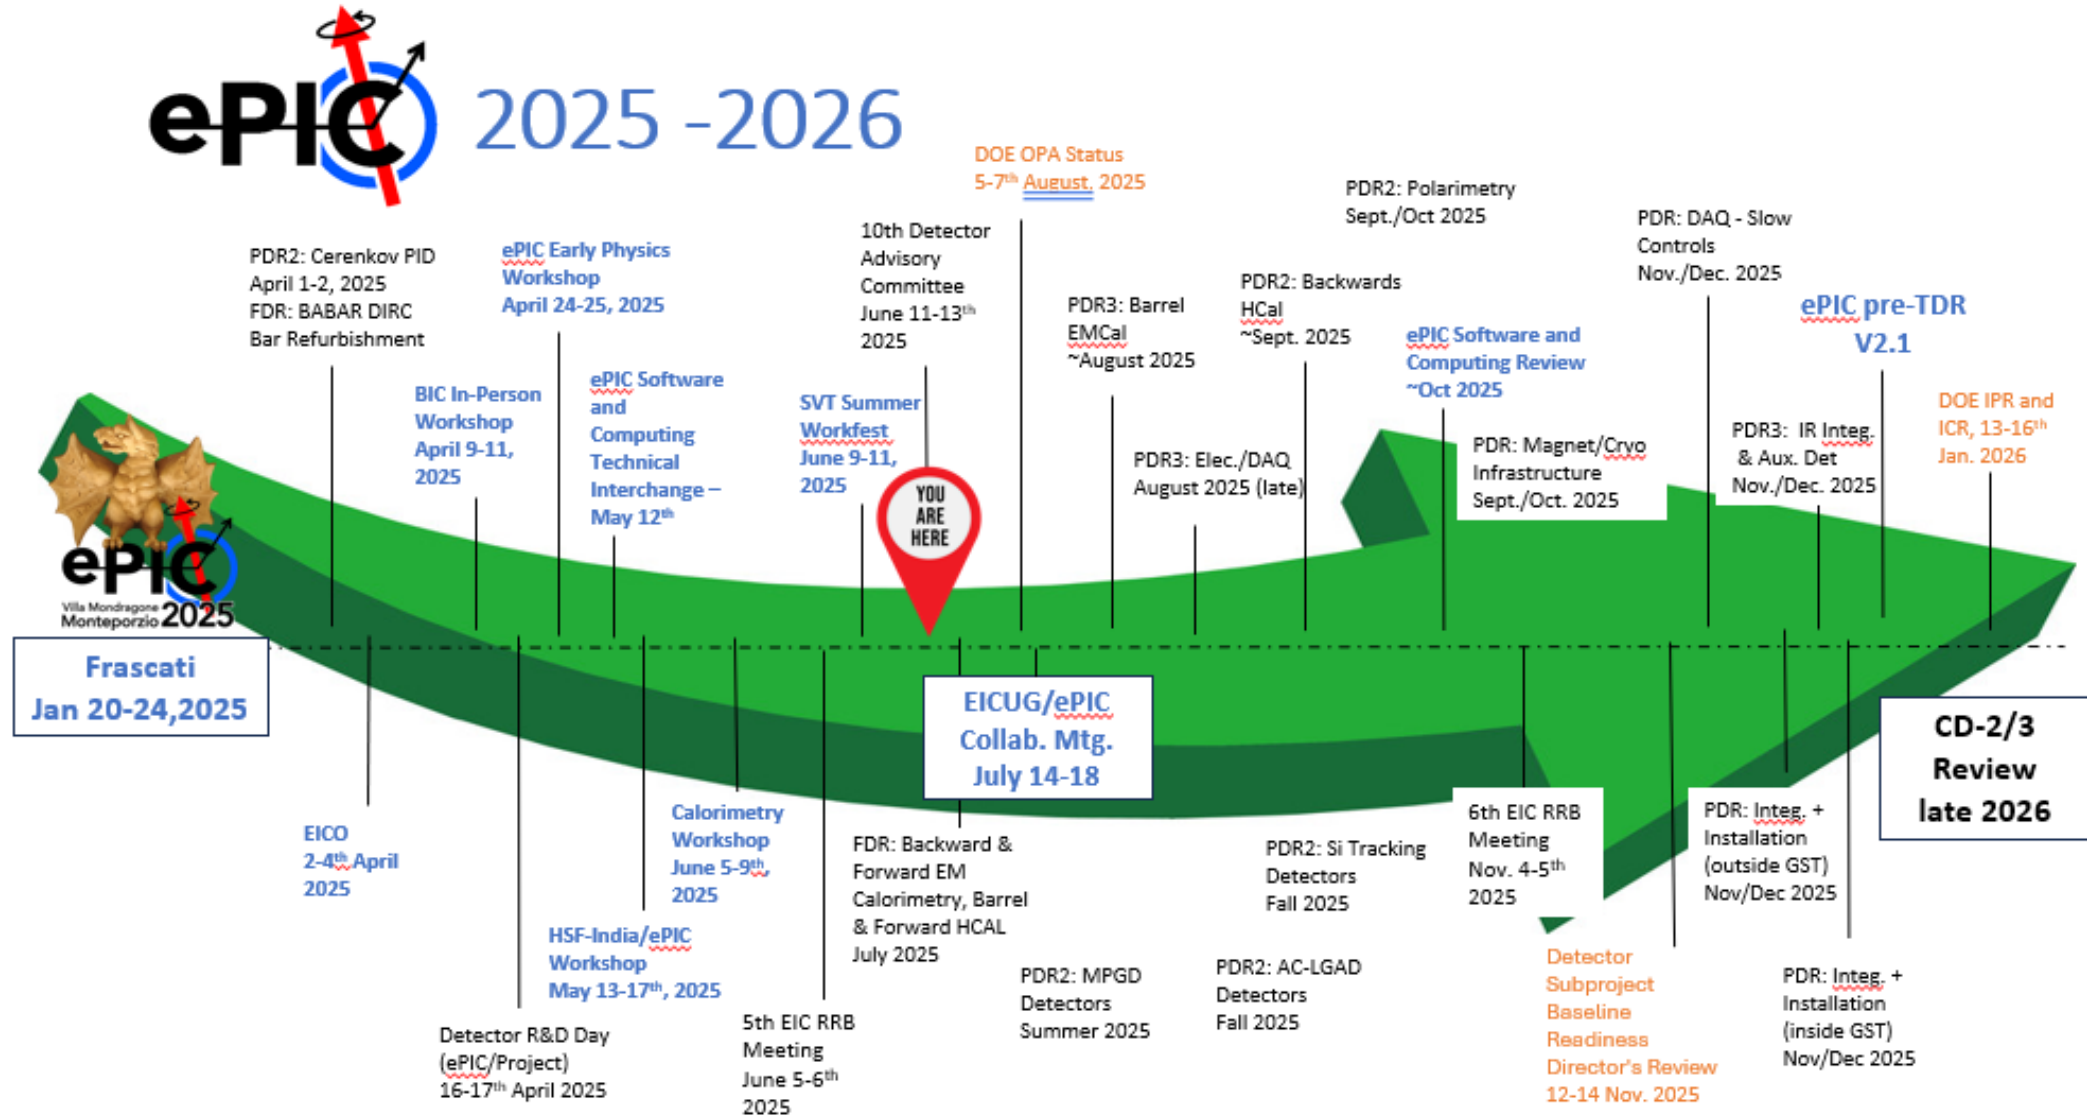 ePIC
2025 -2026
DOE OPA Status
5-7th August, 2025
PDR2: Polarimetry
Sept./Oct 2025
PDR: DAQ - Slow
Controls
Nov./Dec. 2025
10th Detector
Advisory
Committee
June 11-13th
2025
PDR2: Cerenkov PID
April 1-2, 2025
FDR: BABAR DIRC
Bar Refurbishment
ePIC Early Physics
Workshop
April 24-25, 2025
PDR3: Barrel
EMCal
~August 2025
PDR2: Backwards
HCal
~Sept. 2025
ePIC pre-TDR
V2.1
ePIC Software and
Computing Review
~Oct 2025
BIC In-Person
Workshop
April 9-11,
2025
ePIC Software
and
Computing
Technical
Interchange –
May 12th
SVT Summer
Workfest
June 9-11,
2025
DOE IPR and
ICR, 13-16th
Jan. 2026
PDR3: Elec./DAQ
August 2025 (late)
PDR: Magnet/Cryo
Infrastructure
Sept./Oct. 2025
PDR3: IR Integ.
& Aux. Det
Nov./Dec. 2025
YOU
ARE
HERE
ePIC
Villa Mondragone
Monteporzio 2025
Frascati
Jan 20-24,2025
EICUG/ePIC
Collab. Mtg.
July 14-18
CD-2/3
Review
late 2026
EICO
2-4th April
2025
Calorimetry
Workshop
June 5-9th,
2025
FDR: Backward &
Forward EM
Calorimetry, Barrel
& Forward HCAL
July 2025
PDR2: Si Tracking
Detectors
Fall 2025
6th EIC RRB
Meeting
Nov. 4-5th
2025
PDR: Integ. +
Installation
(outside GST)
Nov/Dec 2025
HSF-India/ePIC
Workshop
May 13-17th, 2025
PDR2: MPGD
Detectors
Summer 2025
PDR2: AC-LGAD
Detectors
Fall 2025
Detector
Subproject
Baseline
Readiness
Director's Review
12-14 Nov. 2025
PDR: Integ. +
Installation
(inside GST)
Nov/Dec 2025
Detector R&D Day
(ePIC/Project)
16-17th April 2025
5th EIC RRB
Meeting
June 5-6th
2025